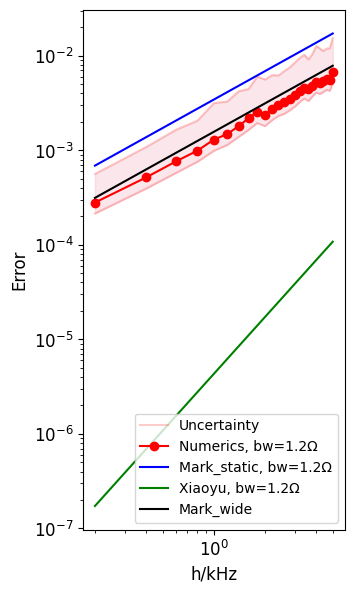 10⁻²
10⁻³
10⁻⁴
10⁻⁵
10⁻⁶
10⁻⁷
Error
Uncertainty
Numerics, bw=1.2Ω
Mark_static, bw=1.2Ω
Xiaoyu, bw=1.2Ω
Mark_wide
10⁰
h/kHz